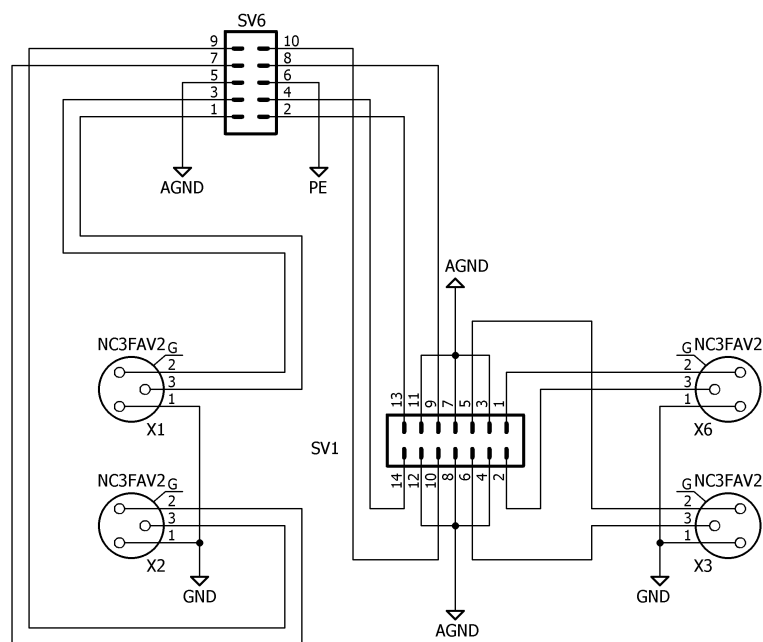 SV6
9 10
7 8
5 6
3 4
1 2
AGND PE
AGND
NC3FAV2 G
2
3
1
X1
G NC3FAV2
2
3
1
X6
13 11 9 7 5 3 1
SV1
14 12 10 8 6 4 2
NC3FAV2 G
2
3
1
X2
GND
G NC3FAV2
2
3
1
X3
GND
AGND